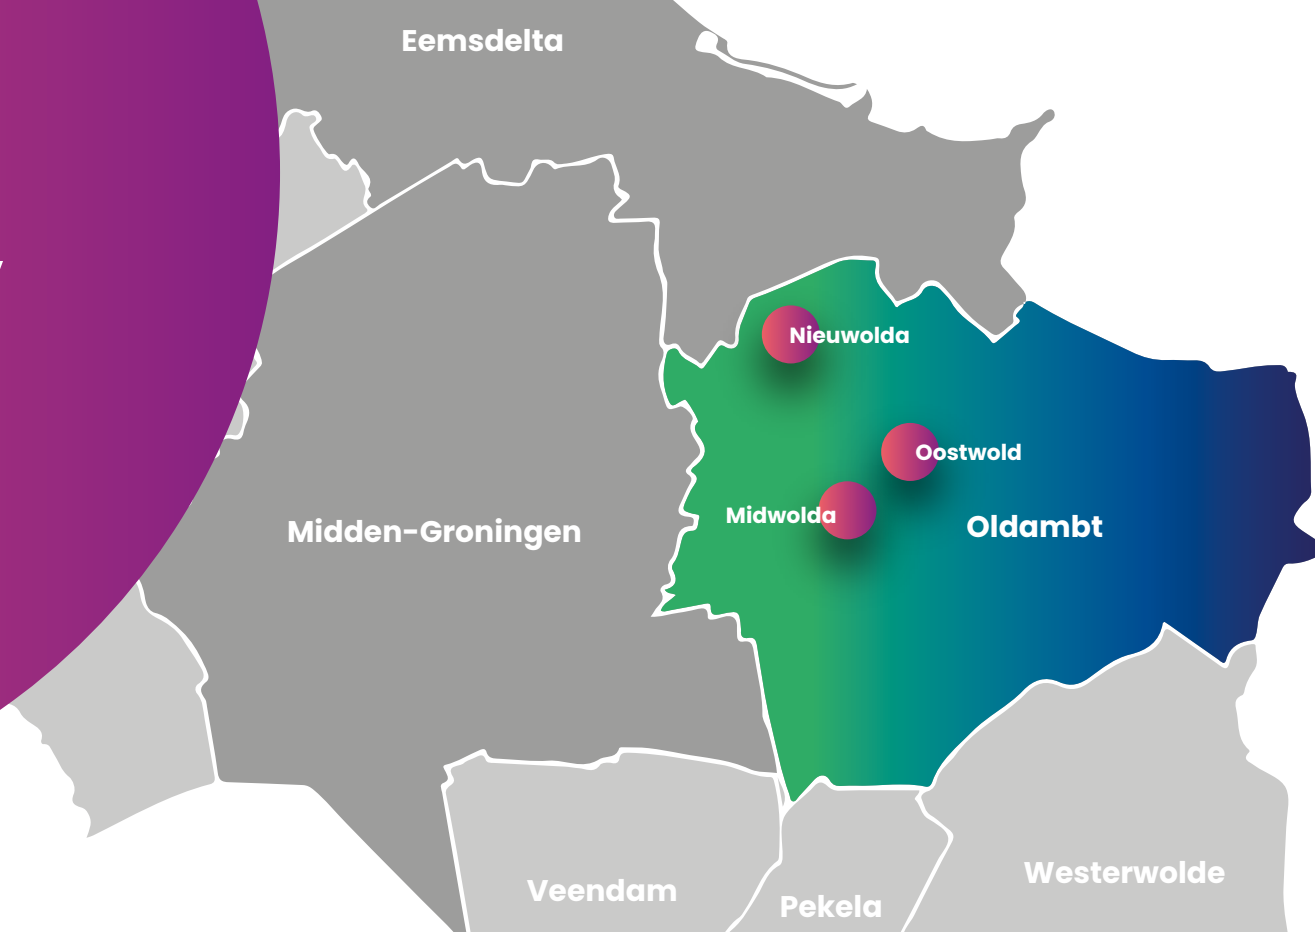 Eemsdelta
Nieuwolda
Oostwold
Midwolda
Oldambt
Midden-Groningen
Westerwolde
Veendam
Pekela